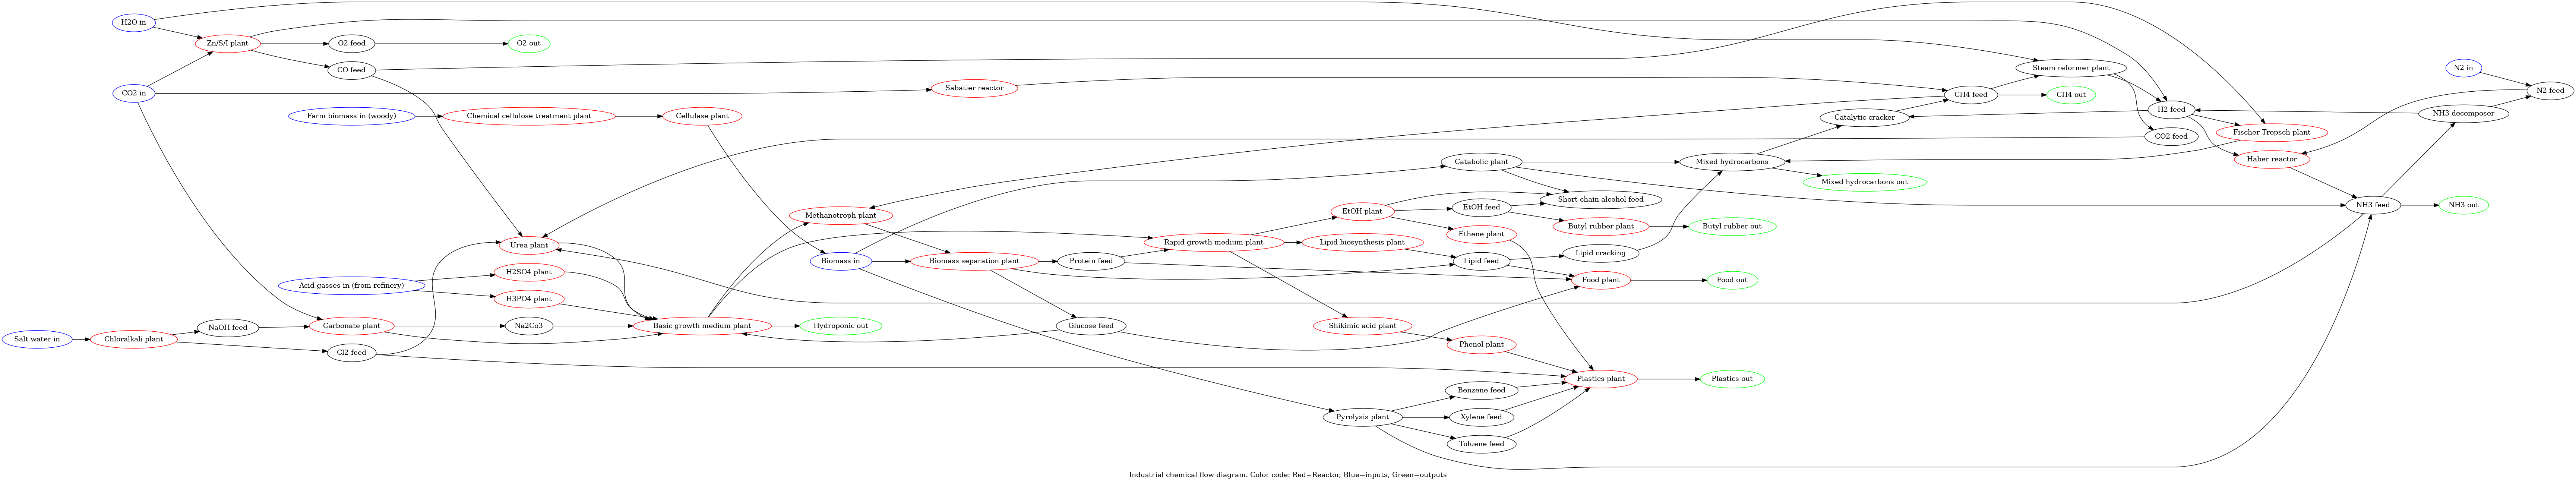 H2O in
Zn/S/I plant
O2 feed
O2 out
CO feed
Steam reformer plant
N2 in
CO2 in
Sabatier reactor
CH4 feed
CH4 out
N2 feed
H2 feed
NH3 decomposer
Farm biomass in (woody)
Chemical cellulose treatment plant
Cellulase plant
Catalytic cracker
Fischer Tropsch plant
CO2 feed
Catabolic plant
Mixed hydrocarbons
Haber reactor
Mixed hydrocarbons out
Short chain alcohol feed
NH3 feed
NH3 out
Methanotroph plant
EtOH plant
EtOH feed
Butyl rubber plant
Butyl rubber out
Ethene plant
Urea plant
Rapid growth medium plant
Lipid biosynthesis plant
Lipid cracking
Biomass in
Biomass separation plant
Protein feed
Lipid feed
H2SO4 plant
Food plant
Food out
Acid gasses in (from refinery)
H3PO4 plant
NaOH feed
Carbonate plant
Na2Co3
Basic growth medium plant
Hydroponic out
Glucose feed
Shikimic acid plant
Salt water in
Chloralkali plant
Cl2 feed
Phenol plant
Plastics plant
Plastics out
Benzene feed
Pyrolysis plant
Xylene feed
Toluene feed
Industrial chemical flow diagram. Color code: Red=Reactor, Blue=inputs, Green=outputs